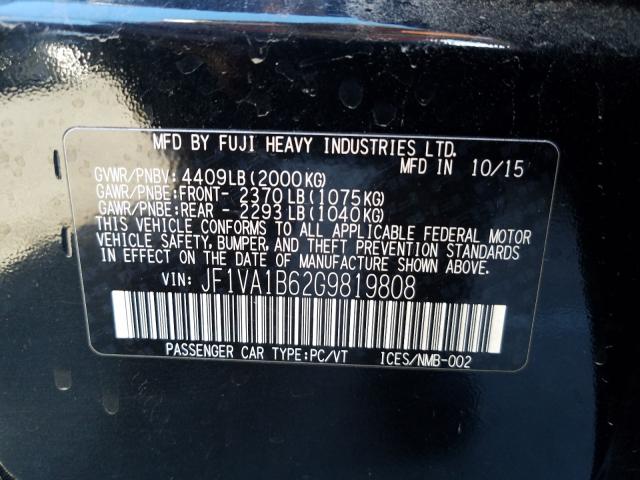 MFD BY FUJI HEAVY INDUSTRIES LTD.
MFD IN 10/15
GVWR/PNBV: 4409LB(2000KG)
GAWR/PNBE:FRONT- 2370LB(1075KG)
GAWR/PNBE:REAR - 2293LB(1040KG)
THIS VEHICLE CONFORMS TO ALL APPLICABLE FEDERAL MOTOR
VEHICLE SAFETY, BUMPER, AND THEFT PREVENTION STANDARDS
IN EFFECT ON THE DATE OF MANUFACTURE SHOWN ABOVE.
VIN: JF1VA1B62G9819808
PASSENGER CAR TYPE:PC/VT ICES/NMB-002